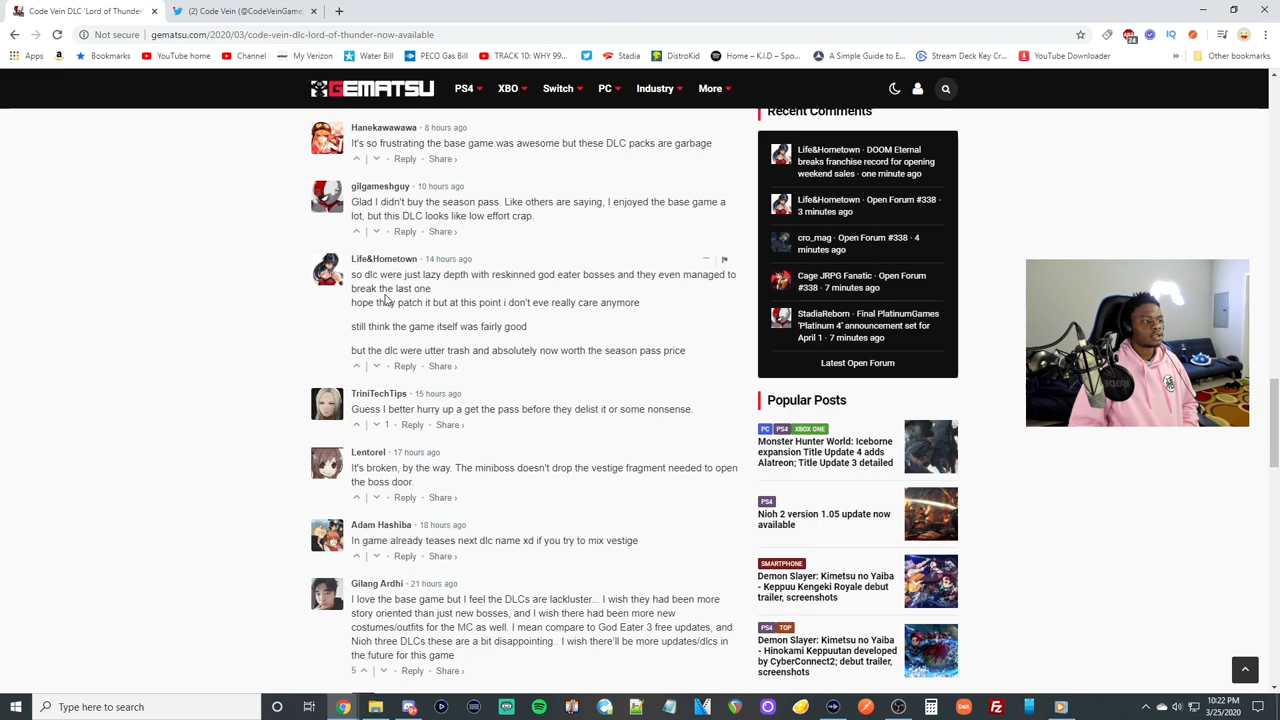 Code Vein DLC 'Lord of Thunder
(2) Code Vein (@CodeVeinGame)
Not secure | gematsu.com/2020/03/code-vein-dlc-lord-of-thunder-now-available
Apps
Bookmarks
YouTube home
Channel
My Verizon
Water Bill
PECO Gas Bill
TRACK 10: WHY 99...
Stadia
DistroKid
Home – K.I.D – Spo...
A Simple Guide to E...
Stream Deck Key Cr...
YouTube Downloader
Other bookmarks
GEMATSU
PS4
XBO
Switch
PC
Industry
More
Hanekawawawa • 8 hours ago
It's so frustrating the base game was awesome but these DLC packs are garbage
Reply • Share ›
gilgameshguy • 10 hours ago
Glad I didn't buy the season pass. Like others are saying, I enjoyed the base game a
lot, but this DLC looks like low effort crap.
Reply • Share ›
Life&Hometown • 14 hours ago
so dlc were just lazy depth with reskinned god eater bosses and they even managed to
break the last one
hope they patch it but at this point i don't eve really care anymore
still think the game itself was fairly good
but the dlc were utter trash and absolutely now worth the season pass price
Reply • Share ›
TriniTechTips • 15 hours ago
Guess I better hurry up a get the pass before they delist it or some nonsense.
1 • Reply • Share ›
Lentorel • 17 hours ago
It's broken, by the way. The miniboss doesn't drop the vestige fragment needed to open
the boss door.
Reply • Share ›
Adam Hashiba • 18 hours ago
In game already teases next dlc name xd if you try to mix vestige
Reply • Share ›
Gilang Ardhi • 21 hours ago
I love the base game but I feel the DLCs are lackluster... I wish they had been more
story oriented than just new bosses, and I wish there had been more new
costumes/outfits for the MC as well. I mean compare to God Eater 3 free updates, and
Nioh three DLCs these are a bit disappointing.. I wish there'll be more updates/dlcs in
the future for this game
5 • Reply • Share ›
Recent Comments
Life&Hometown · DOOM Eternal
breaks franchise record for opening
weekend sales · one minute ago
Life&Hometown · Open Forum #338 ·
3 minutes ago
cro_mag · Open Forum #338 · 4
minutes ago
Cage JRPG Fanatic · Open Forum
#338 · 7 minutes ago
StadiaReborn · Final PlatinumGames
'Platinum 4' announcement set for
April 1 · 7 minutes ago
Latest Open Forum
Popular Posts
PC PS4 XBOX ONE
Monster Hunter World: Iceborne
expansion Title Update 4 adds
Alatreon; Title Update 3 detailed
PS4
Nioh 2 version 1.05 update now
available
SMARTPHONE
Demon Slayer: Kimetsu no Yaiba
- Keppuu Kengeki Royale debut
trailer, screenshots
PS4 TOP
Demon Slayer: Kimetsu no Yaiba
- Hinokami Keppuutan developed
by CyberConnect2; debut trailer,
screenshots
RODE
Type here to search
10:22 PM
3/25/2020